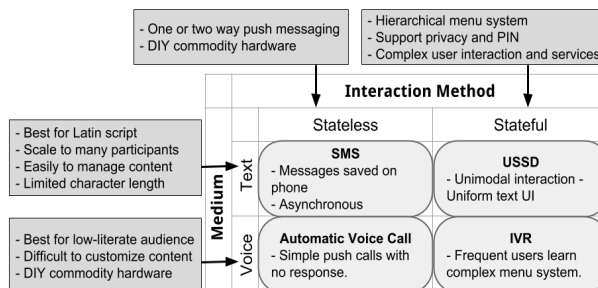 - One or two way push messaging
- DIY commodity hardware
- Hierarchical menu system
- Support privacy and PIN
- Complex user interaction and services
Interaction Method
Stateless
Stateful
- Best for Latin script
- Scale to many participants
- Easily to manage content
- Limited character length
Medium
Text
SMS
- Messages saved on
phone
- Asynchronous
USSD
- Unimodal interaction -
Uniform text UI
- Best for low-literate audience
- Difficult to customize content
- DIY commodity hardware
Voice
Automatic Voice Call
- Simple push calls with
no response.
IVR
- Frequent users learn
complex menu system.